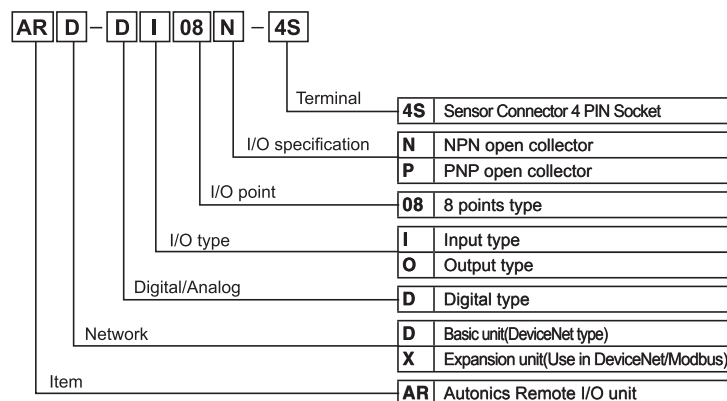 AR D - D I 08 N - 4S
Terminal
4S Sensor Connector 4 PIN Socket
I/O specification
N NPN open collector
P PNP open collector
I/O point
08 8 points type
I/O type
I Input type
O Output type
Digital/Analog
D Digital type
Network
D Basic unit(DeviceNet type)
X Expansion unit(Use in DeviceNet/Modbus)
Item
AR Autonics Remote I/O unit